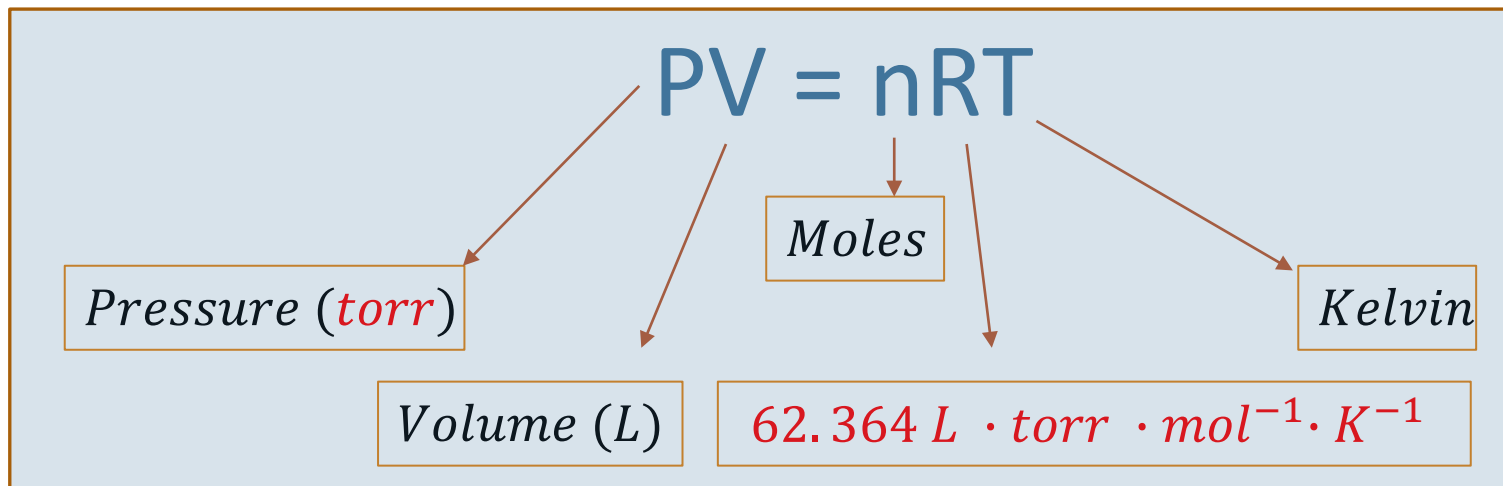 PV = nRT
Moles
Pressure (torr)
Kelvin
Volume (L)
62.364 L · torr · mol⁻¹· K⁻¹